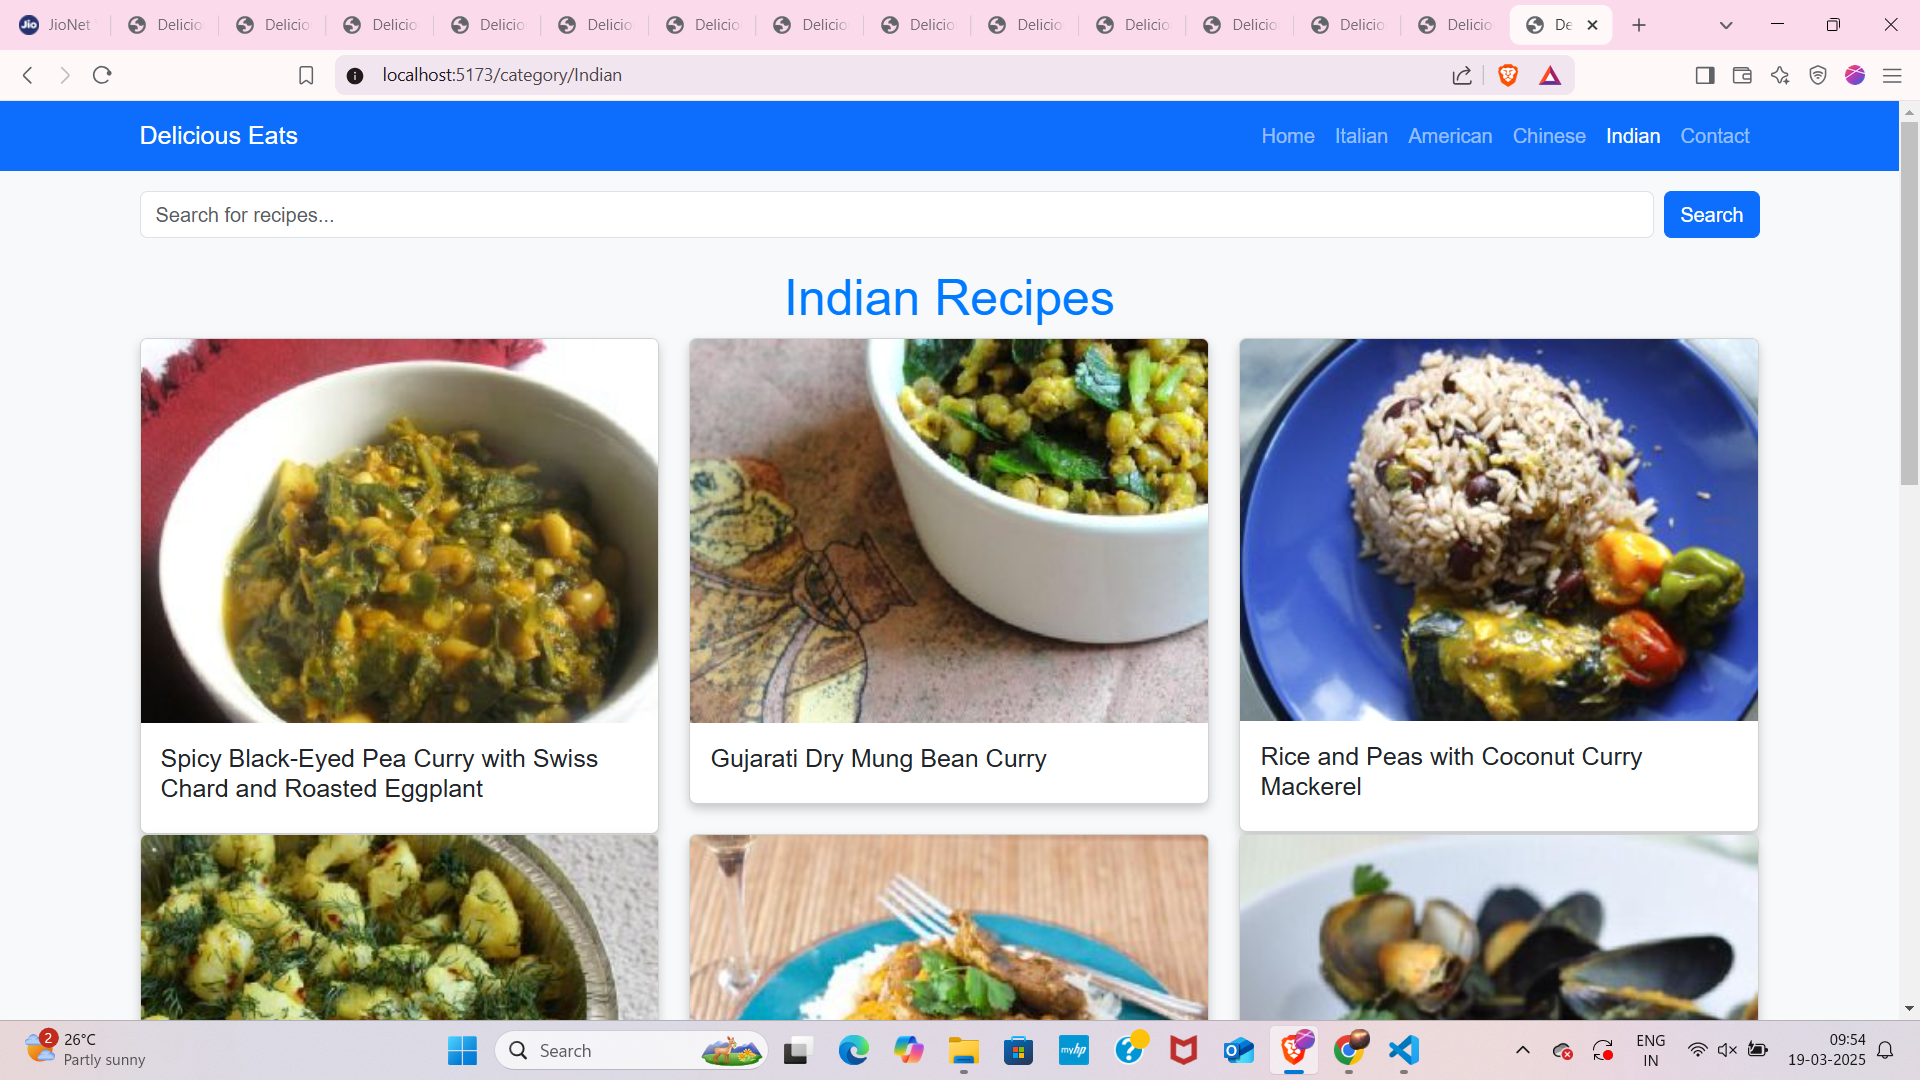 JioNet
Delicio
Delicio
Delicio
Delicio
Delicio
Delicio
Delicio
Delicio
Delicio
Delicio
Delicio
Delicio
Delicio
De
localhost:5173/category/Indian
Delicious Eats
Home Italian American Chinese Indian Contact
Search for recipes...
Search
Indian Recipes
Spicy Black-Eyed Pea Curry with Swiss
Chard and Roasted Eggplant
Gujarati Dry Mung Bean Curry
Rice and Peas with Coconut Curry
Mackerel
2
26°C
Partly sunny
Search
myhp
ENG
IN
09:54
19-03-2025